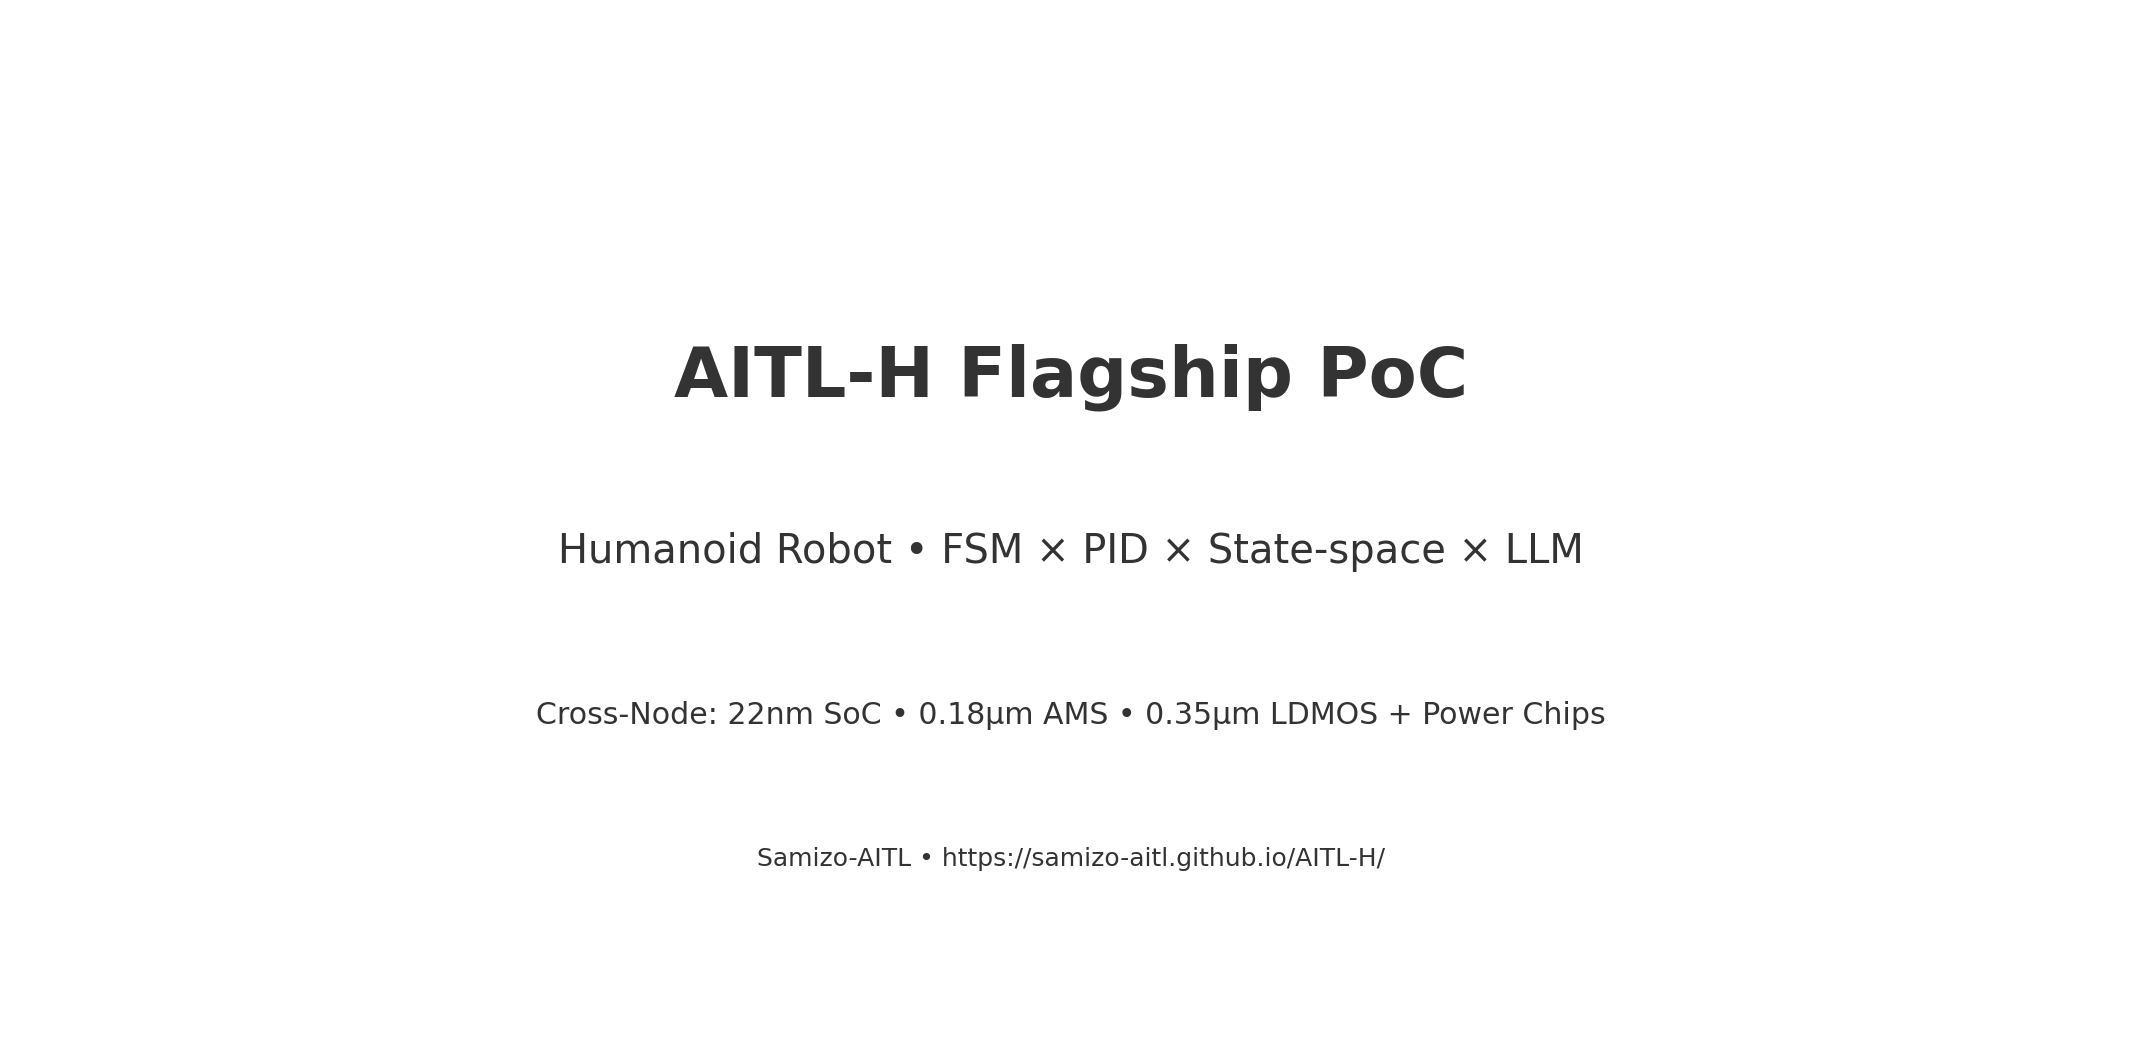 AITL-H Flagship PoC
Humanoid Robot • FSM × PID × State-space × LLM
Cross-Node: 22nm SoC • 0.18μm AMS • 0.35μm LDMOS + Power Chips
Samizo-AITL • https://samizo-aitl.github.io/AITL-H/